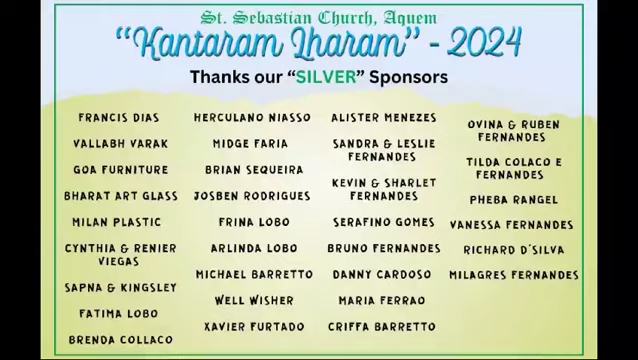 St. Sebastian Church, Aquem
"Kantaram Lharam" - 2024
Thanks our "SILVER" Sponsors
FRANCIS DIAS
VALLABH VARAK
GOA FURNITURE
BHARAT ART GLASS
MILAN PLASTIC
CYNTHIA & RENIER
VIEGAS
SAPNA & KINGSLEY
FATIMA LOBO
BRENDA COLLACO
HERCULANO NIASSO
MIDGE FARIA
BRIAN SEQUEIRA
JOSBEN RODRIGUES
FRINA LOBO
ARLINDA LOBO
MICHAEL BARRETTO
WELL WISHER
XAVIER FURTADO
ALISTER MENEZES
SANDRA & LESLIE
FERNANDES
KEVIN & SHARLET
FERNANDES
SERAFINO GOMES
BRUNO FERNANDES
DANNY CARDOSO
MARIA FERRAO
CRIFFA BARRETTO
OVINA & RUBEN
FERNANDES
TILDA COLACO E
FERNANDES
PHEBA RANGEL
VANESSA FERNANDES
RICHARD D'SILVA
MILAGRES FERNANDES